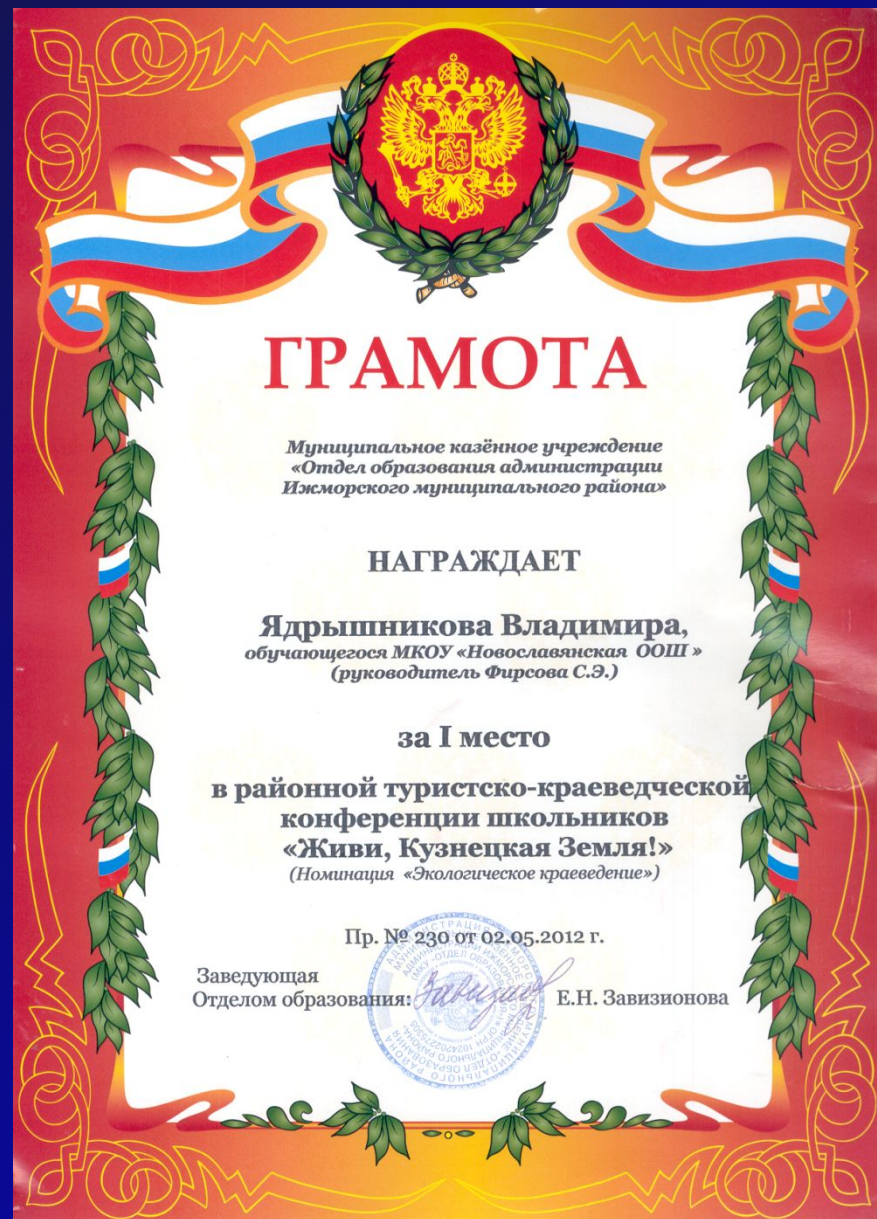 ГРАМОТА
Муниципальное казённое учреждение
«Отдел образования администрации
Ижморского муниципального района»
НАГРАЖДАЕТ
Ядрышникова Владимира,
обучающегося МКОУ «Новославянская ООШ »
(руководитель Фирсова С.Э.)
за I место
в районной туристско-краеведческой
конференции школьников
«Живи, Кузнецкая Земля!»
(Номинация «Экологическое краеведение»)
Пр. № 230 от 02.05.2012 г.
Заведующая
Отделом образования: Е.Н. Завизионова